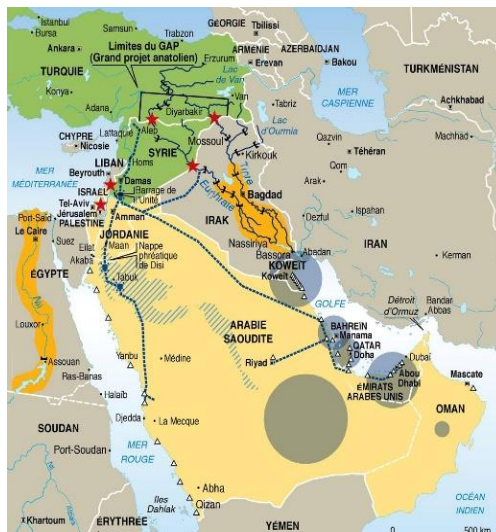 Istanbul
Bursa
Samsun
Trabzon
GÉORGIE
Tbilissi
Ankara
Limites du GAP
(Grand projet anatolien)
Erzurum
ARMÉNIE
Erevan
AZERBAÏDJAN
Bakou
MER
CASPIENNE
TURKMÉNISTAN
Achkhabad
TURQUIE
Konya
Lac
de Van
Van
Adana
Diyarbakir
Tabriz
Lac
d'Ourmia
CHYPRE
Nicosie
Lattaquié
Alep
Mossoul
Qazvin
Machhad
MER
MÉDITERRANÉE
SYRIE
Kirkouk
Téhéran
Qom
LIBAN
Beyrouth
Homs
Damas
Arak
ISRAËL
Barrage de
l'Unité
Euphrate
Tigre
Bagdad
Tel-Aviv
Jérusalem
PALESTINE
Amman
IRAK
Dezful
Ispahan
IRAN
Port-Saïd
Le Caire
Suez
JORDANIE
Nassiriya
Bassora
Abadan
Eilat
Akaba
Maan
Nappe
phréatique
de Disi
KOWEIT
Koweit
Kerman
ÉGYPTE
Tabuk
GOLFE
Détroit
d'Ormuz
Bandar
Abbas
Louxor
ARABIE
SAOUDITE
BAHREÏN
Manama
QATAR
Doha
Dubaï
Assouan
Yanbu
Médine
Riyad
Abou
Dhabi
Mascate
Ras-Banas
ÉMIRATS
ARABES UNIS
Halaïb
OMAN
Djedda
La Mecque
SOUDAN
MER
ROUGE
Port-Soudan
Nil
Abha
OCÉAN
INDIEN
Iles
Dahlak
Qizan
Khartoum
ÉRYTHRÉE
YÉMEN
0
500 km